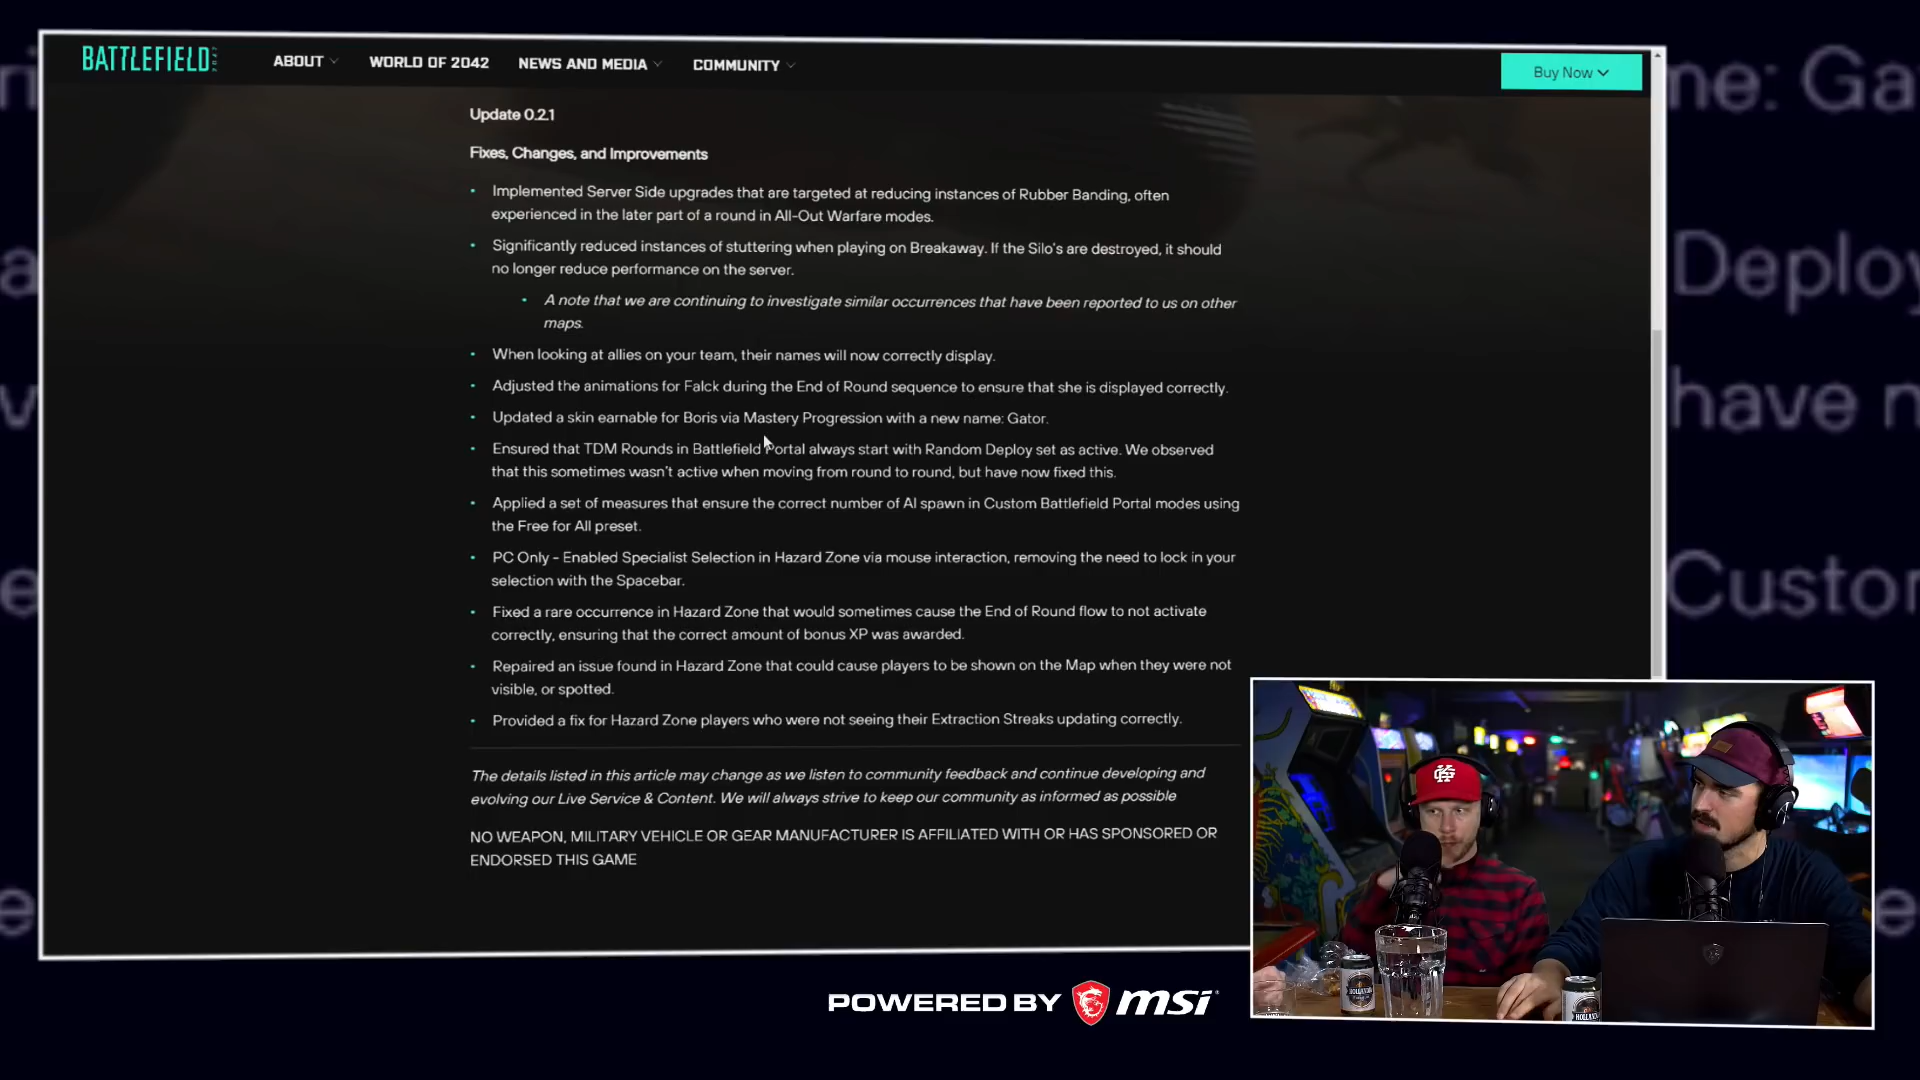 BATTLEFIELD
ABOUT
WORLD OF 2042
NEWS AND MEDIA
COMMUNITY
Buy Now
Update 0.2.1
Fixes, Changes, and Improvements
Implemented Server Side upgrades that are targeted at reducing instances of Rubber Banding, often
experienced in the later part of a round in All-Out Warfare modes.
Significantly reduced instances of stuttering when playing on Breakaway. If the Silo's are destroyed, it should
no longer reduce performance on the server.
A note that we are continuing to investigate similar occurrences that have been reported to us on other
maps.
When looking at allies on your team, their names will now correctly display.
Adjusted the animations for Falck during the End of Round sequence to ensure that she is displayed correctly.
Updated a skin earnable for Boris via Mastery Progression with a new name: Gator.
Ensured that TDM Rounds in Battlefield Portal always start with Random Deploy set as active. We observed
that this sometimes wasn't active when moving from round to round, but have now fixed this.
Applied a set of measures that ensure the correct number of AI spawn in Custom Battlefield Portal modes using
the Free for All preset.
PC Only - Enabled Specialist Selection in Hazard Zone via mouse interaction, removing the need to lock in your
selection with the Spacebar.
Fixed a rare occurrence in Hazard Zone that would sometimes cause the End of Round flow to not activate
correctly, ensuring that the correct amount of bonus XP was awarded.
Repaired an issue found in Hazard Zone that could cause players to be shown on the Map when they were not
visible, or spotted.
Provided a fix for Hazard Zone players who were not seeing their Extraction Streaks updating correctly.
The details listed in this article may change as we listen to community feedback and continue developing and
evolving our Live Service & Content. We will always strive to keep our community as informed as possible
NO WEAPON, MILITARY VEHICLE OR GEAR MANUFACTURER IS AFFILIATED WITH OR HAS SPONSORED OR
ENDORSED THIS GAME
me: Ga
Deploy
have n
Custom
POWERED BY msi